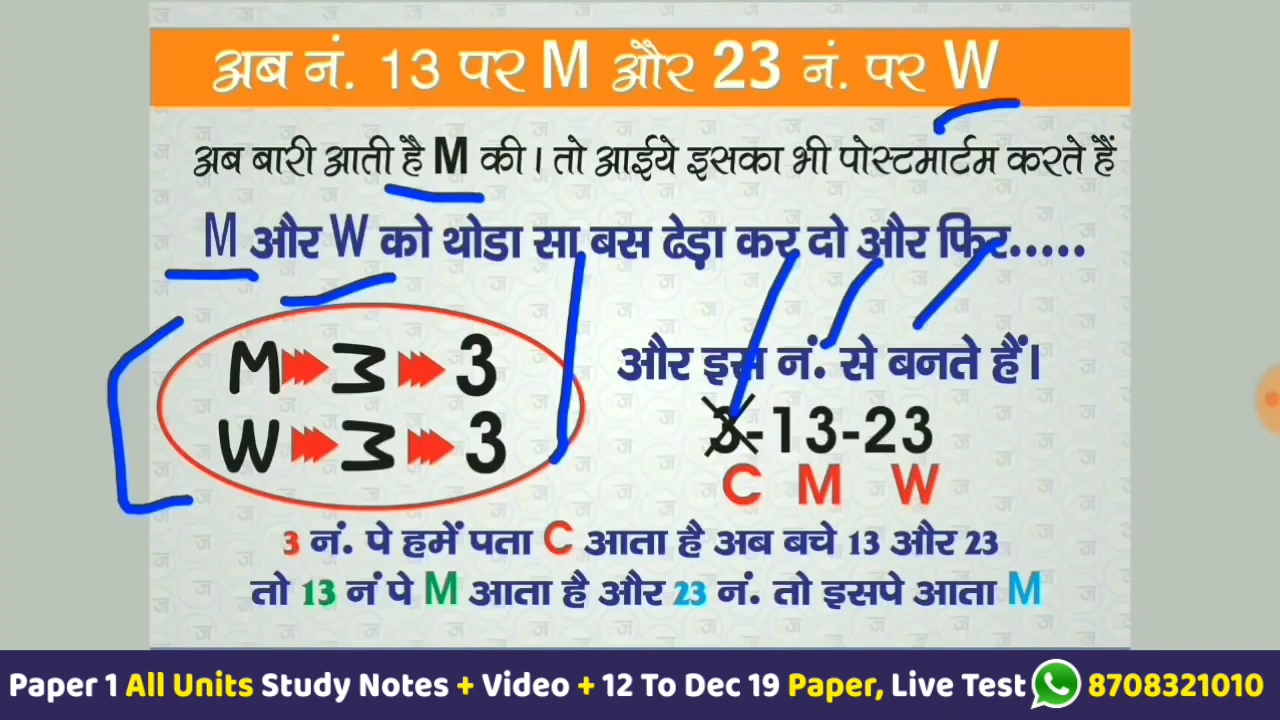 अब नं. 13 पर M और 23 नं. पर W
अब बारी आती है M की। तो आईये इसका भी पोस्टमार्टम करते हैं
M और W को थोडा सा बस ढेड़ा कर दो और फिर.....
M 3
W 3
और इस नं. से बनते हैं।
3-13-23
C M W
3 नं. पे हमें पता C आता है अब बचे 13 और 23
तो 13 नं पे M आता है और 23 नं. तो इसपे आता M
Paper 1 All Units Study Notes + Video + 12 To Dec 19 Paper, Live Test 8708321010